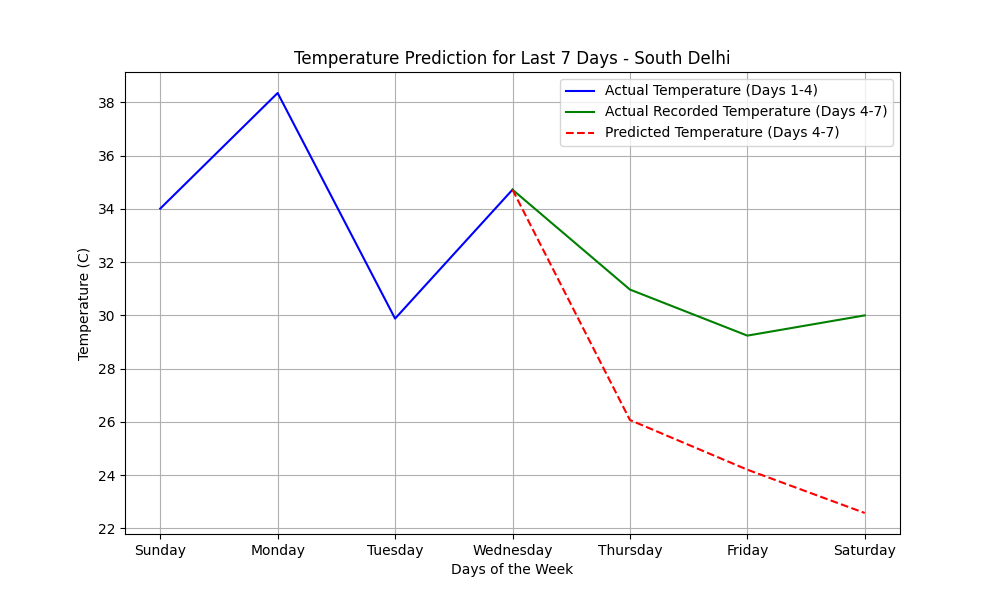 Temperature Prediction for Last 7 Days - South Delhi
Actual Temperature (Days 1-4)
Actual Recorded Temperature (Days 4-7)
Predicted Temperature (Days 4-7)
Temperature (C)
38
36
34
32
30
28
26
24
22
Sunday Monday Tuesday Wednesday Thursday Friday Saturday
Days of the Week